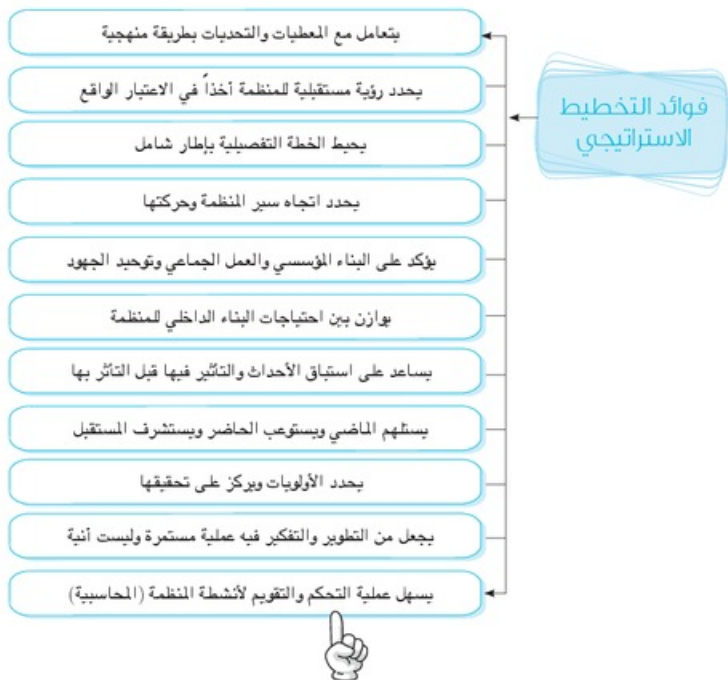 فوائد التخطيط
الاستراتيجي
يتعامل مع المعطيات والتحديات بطريقة منهجية
يحدد رؤية مستقبلية للمنظمة أخذاً في الاعتبار الواقع
يحيط الخطة التفصيلية بإطار شامل
يحدد اتجاه سير المنظمة وحركتها
يؤكد على البناء المؤسسي والعمل الجماعي وتوحيد الجهود
يوازن بين احتياجات البناء الداخلي للمنظمة
يساعد على استباق الأحداث والتأثير فيها قبل التأثر بها
يستلهم الماضي ويستوعب الحاضر ويستشرف المستقبل
يحدد الأولويات ويركز على تحقيقها
يجعل من التطوير والتفكير فيه عملية مستمرة وليست أنية
يسهل عملية التحكم والتقويم لأنشطة المنظمة (المحاسبية)